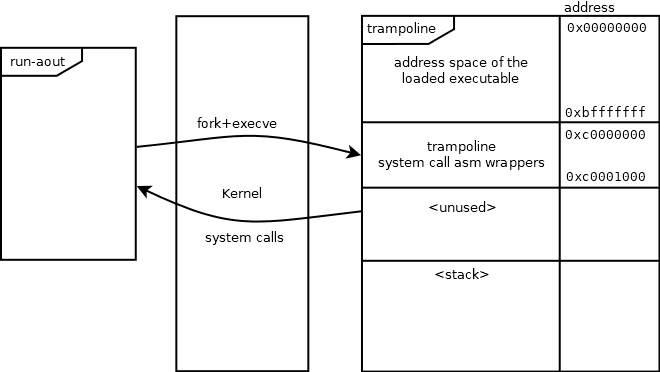 address
trampoline
0x00000000
run-aout
address space of the
loaded executable
0xbfffffff
fork+execve
0xc0000000
trampoline
system call asm wrappers
0xc0001000
Kernel
<unused>
system calls
<stack>